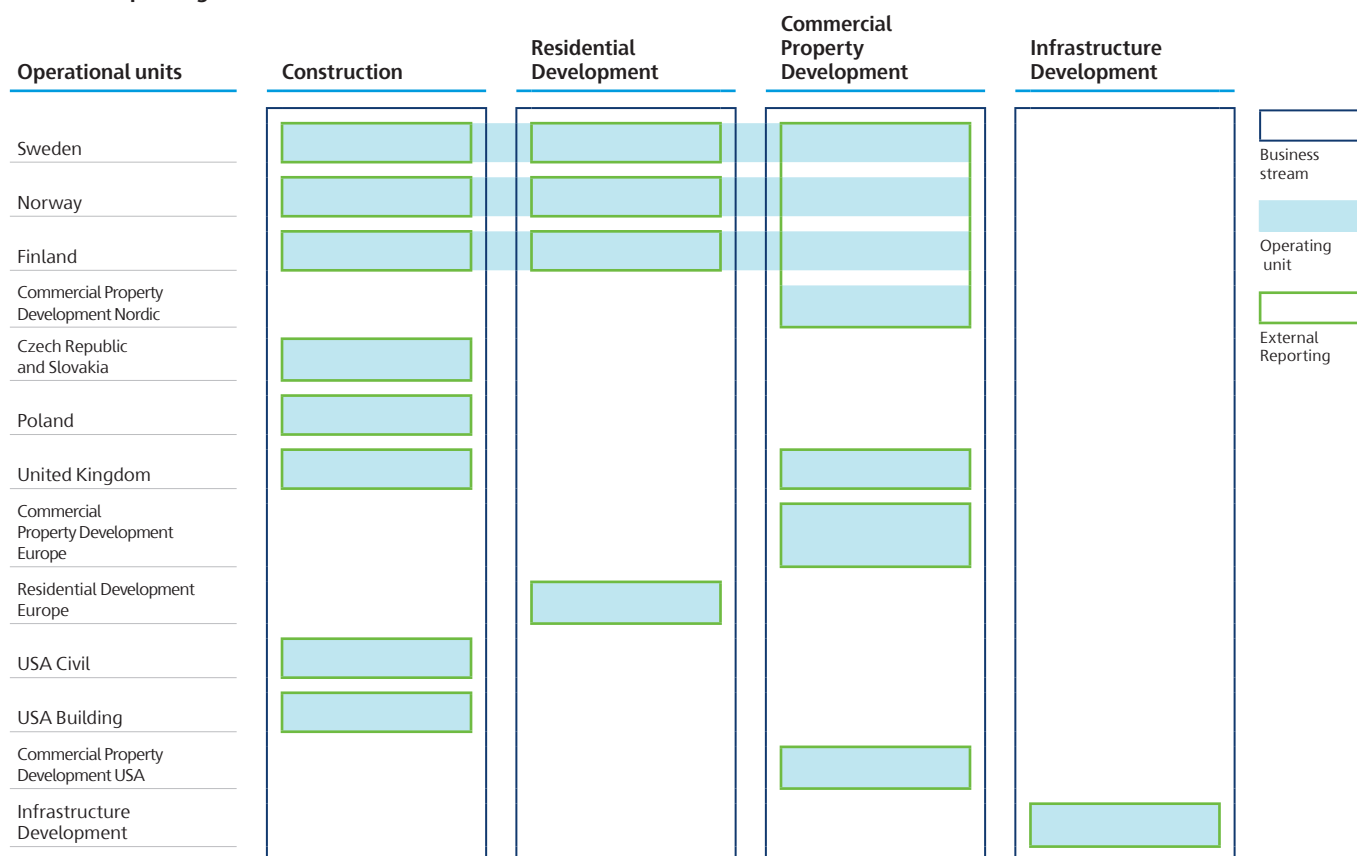 Operational units
Construction
Residential
Development
Commercial
Property
Development
Infrastructure
Development
Sweden
Norway
Finland
Commercial Property
Development Nordic
Czech Republic
and Slovakia
Poland
United Kingdom
Commercial
Property Development
Europe
Residential Development
Europe
USA Civil
USA Building
Commercial Property
Development USA
Infrastructure
Development
Business
stream
Operating
unit
External
Reporting